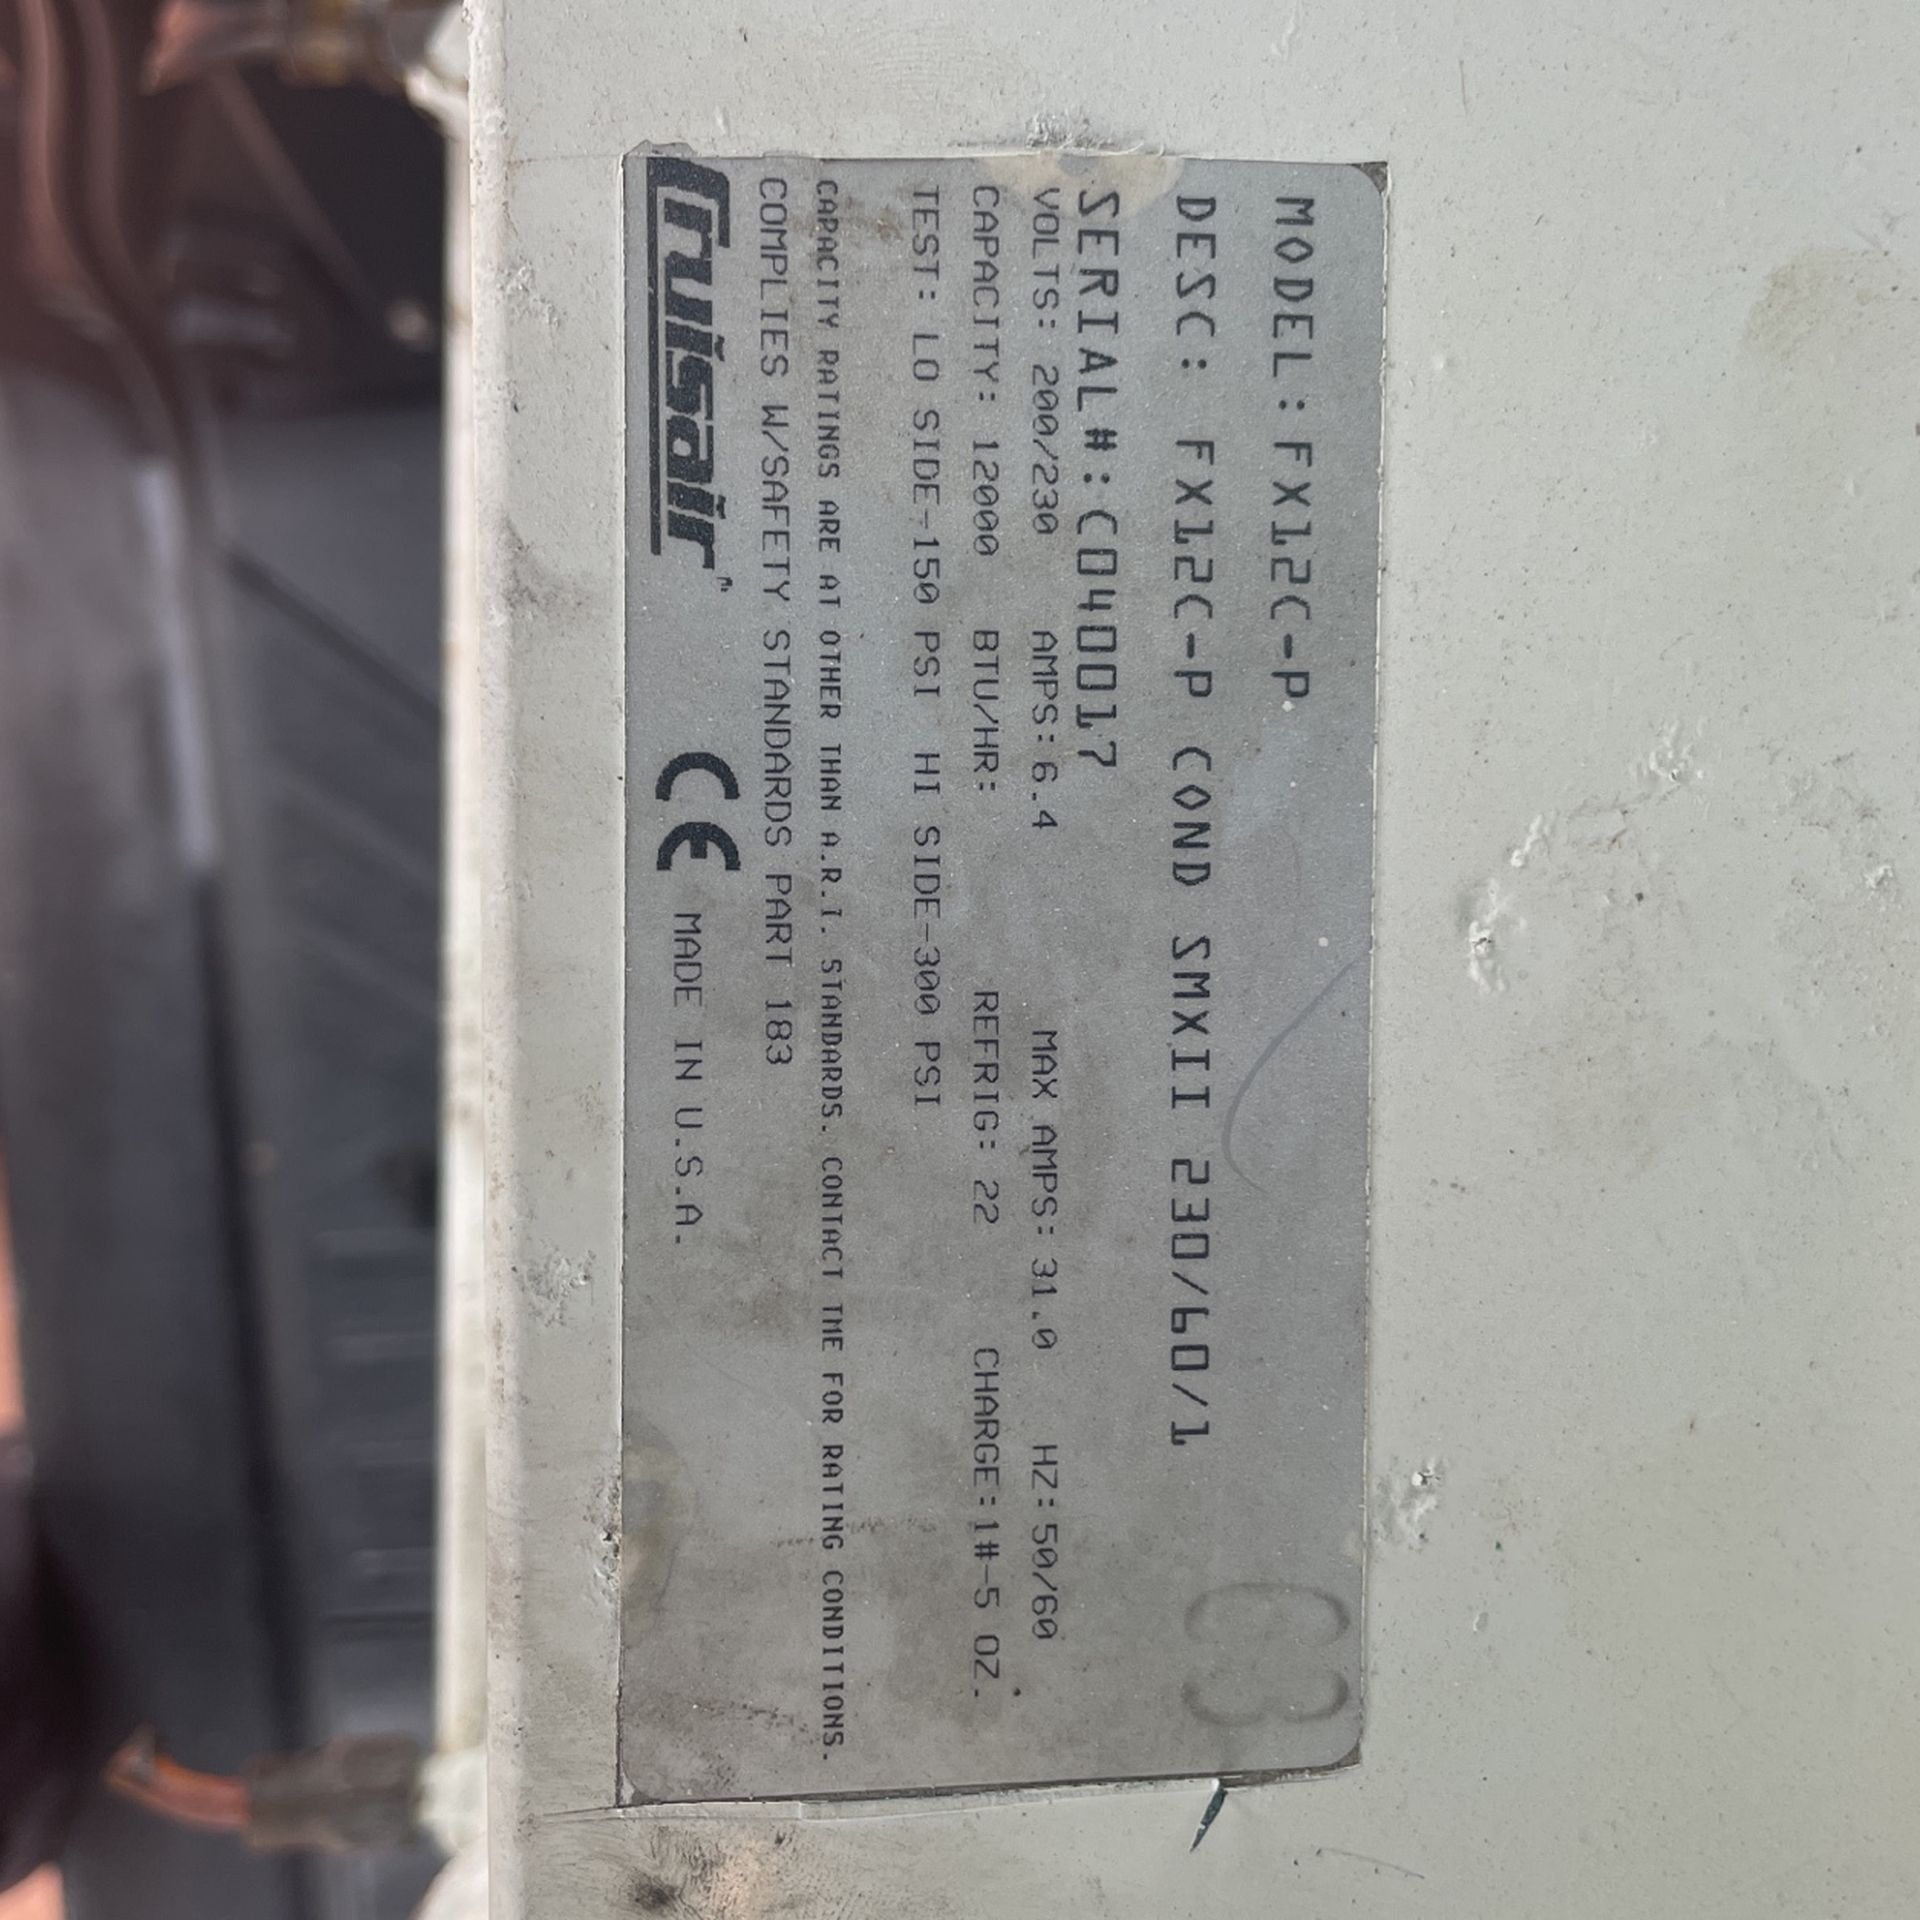 MODEL:FX12C-P
DESC: FX12C-P COND SMXII 230/60/1
SERIAL#:C040017
VOLTS: 200/230 AMPS:6.4 MAX AMPS: 31.0 HZ:50/60
CAPACITY: 12000 BTU/HR: REFRIG: 22 CHARGE:1#-5 OZ.
TEST: LO SIDE-150 PSI HI SIDE-300 PSI
CAPACITY RATINGS ARE AT OTHER THAN A.R.I. STANDARDS. CONTACT TME FOR RATING CONDITIONS.
COMPLIES W/SAFETY STANDARDS PART 183
Cruisair CE MADE IN U.S.A.